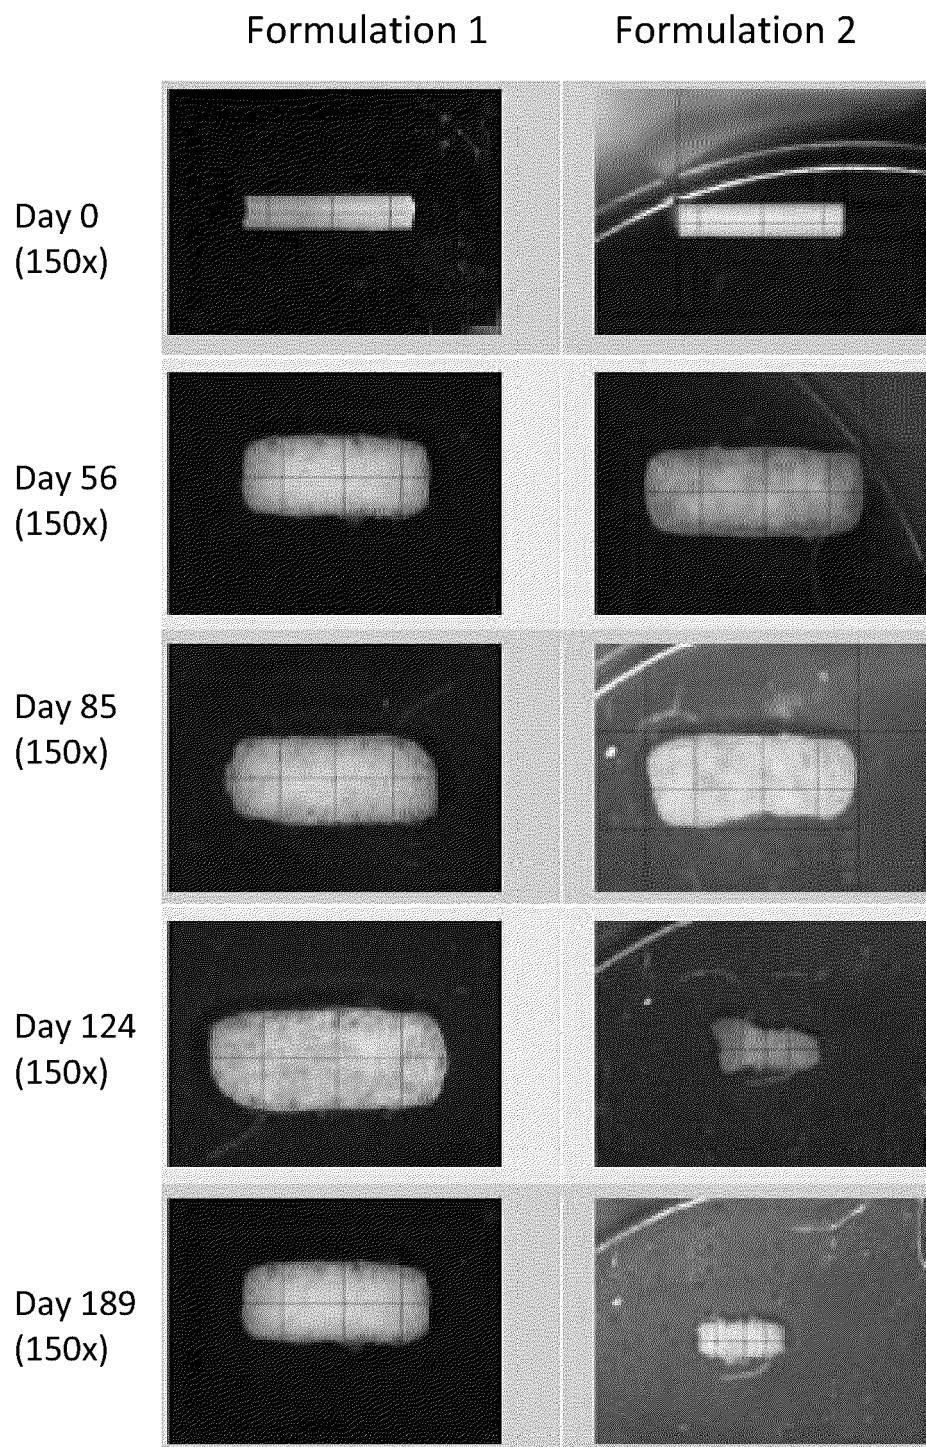 Formulation 1
Formulation 2
Day 0
(150x)
Day 56
(150x)
Day 85
(150x)
Day 124
(150x)
Day 189
(150x)